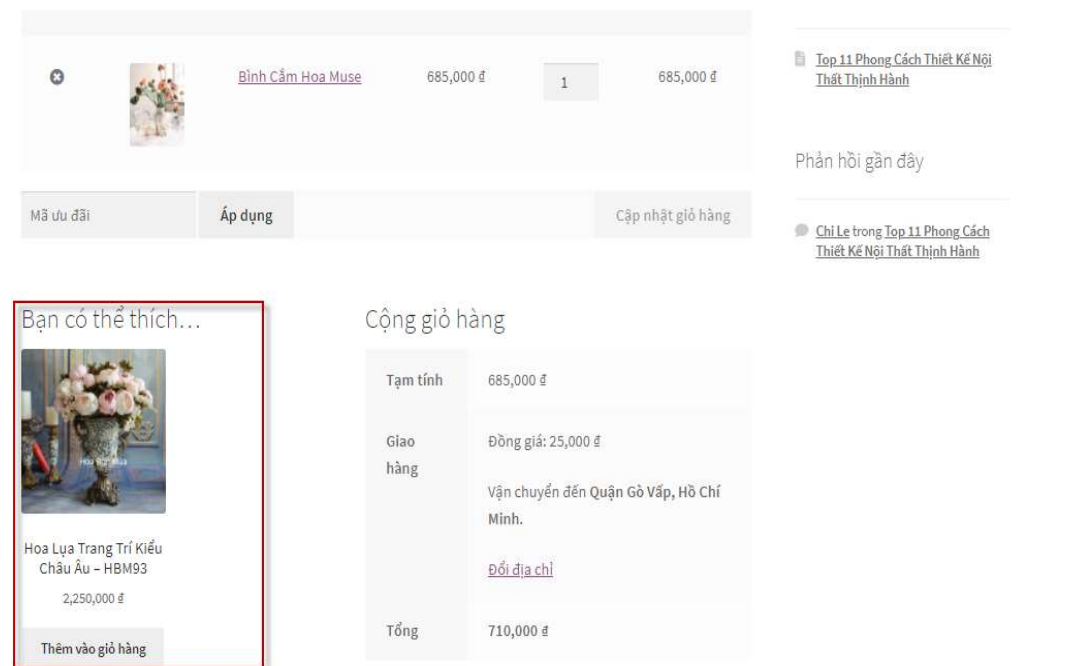 Bình Cắm Hoa Muse 685,000 ₫ 1 685,000 ₫
Mã ưu đãi Áp dụng Cập nhật giỏ hàng
Top 11 Phong Cách Thiết Kế Nội
Thất Thịnh Hành
Phản hồi gần đây
Chi Le trong Top 11 Phong Cách
Thiết Kế Nội Thất Thịnh Hành
Bạn có thể thích…
Hoa Lụa Trang Trí Kiểu
Châu Âu – HBM93
2,250,000 ₫
Thêm vào giỏ hàng
Cộng giỏ hàng
Tạm tính 685,000 ₫
Giao
hàng
Đồng giá: 25,000 ₫
Vận chuyển đến Quận Gò Vấp, Hồ Chí
Minh.
Đổi địa chỉ
Tổng 710,000 ₫